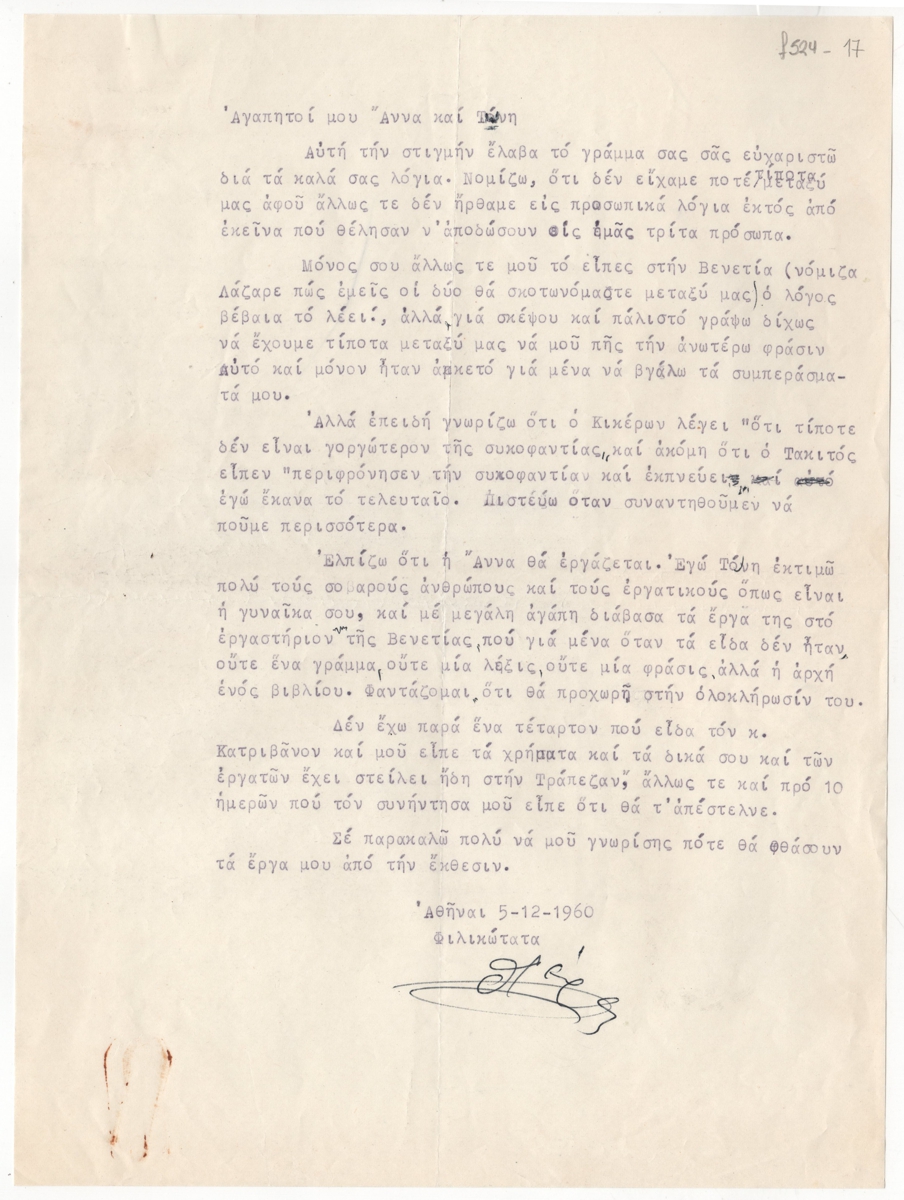 f524 - 17
Ἀγαπητοί μου Ἄννα καί Τόνη
Αὐτή τήν στιγμήν ἔλαβα τό γράμμα σας σᾶς εὐχαριστῶ
διά τά καλά σας λόγια. Νομίζω, ὅτι δέν εἴχαμε ποτέ τίποτα μεταξύ
μας ἀφοῦ ἄλλως τε δέν ἤρθαμε εἰς προσωπικά λόγια ἐκτός ἀπό
ἐκεῖνα πού θέλησαν ν'ἀποδώσουν εἰς ἡμᾶς τρίτα πρόσωπα.
Μόνος σου ἄλλως τε μοῦ τό εἶπες στήν Βενετία (νόμιζα
Λάζαρε πώς ἐμεῖς οἱ δύο θά σκοτωνόμαστε μεταξύ μας) ὁ λόγος
βέβαια τό λέει!, ἀλλά, γιά σκέψου καί πάλιστό γράψω δίχως
νά ἔχουμε τίποτα μεταξύ μας νά μοῦ πῆς τήν ἀνωτέρω φράσιν
Αὐτό καί μόνον ἦταν ἀρκετό γιά μένα νά βγάλω τά συμπεράσμα-
τά μου.
Ἀλλά ἐπειδή γνωρίζω ὅτι ὁ Κικέρων λέγει "ὅτι τίποτε
δέν εἶναι γοργώτερον τῆς συκοφαντίας" καί ἀκόμη ὅτι ὁ Τακιτός
εἶπεν "περιφρόνησεν τήν συκοφαντίαν καί ἐκπνέυει"
ἐγώ ἔκανα τό τελευταῖο. Πιστέυω ὅταν συναντηθοῦμεν νά
ποῦμε περισσότερα.
Ἐλπίζω ὅτι ἡ Ἄννα θά ἐργάζεται. Ἐγώ Τόνη ἐκτιμῶ
πολύ τούς σοβαρούς ἀνθρώπους καί τούς ἐργατικούς ὅπως εἶναι
ἡ γυναῖκα σου, καί μέ μεγάλη ἀγάπη διάβασα τά ἔργα της στό
ἐργαστήριον της τῆς Βενετίας, πού γιά μένα ὅταν τά εἶδα δέν ἦταν,
οὔτε ἕνα γράμμα, οὔτε μία λέξις, οὔτε μία φράσις, ἀλλά ἡ ἀρχή
ἑνός βιβλίου. Φαντάζομαι, ὅτι θά προχωρῆ στήν ὁλοκλήρωσίν του.
Δέν ἔχω παρά ἕνα τέταρτον πού εἶδα τόν κ.
Κατριβᾶνον καί μοῦ εἶπε τά χρήματα καί τά δικά σου καί τῶν
ἐργατῶν ἔχει στείλει ἤδη στήν Τράπεζαν, ἄλλως τε καί πρό 10
ἡμερῶν πού τόν συνήντησα μοῦ εἶπε ὅτι θά τ'ἀπέστελνε.
Σέ παρακαλῶ πολύ νά μοῦ γνωρίσης πότε θά φθάσουν
τά ἔργα μου ἀπό τήν ἔκθεσιν.
Ἀθῆναι 5-12-1960
Φιλικώτατα